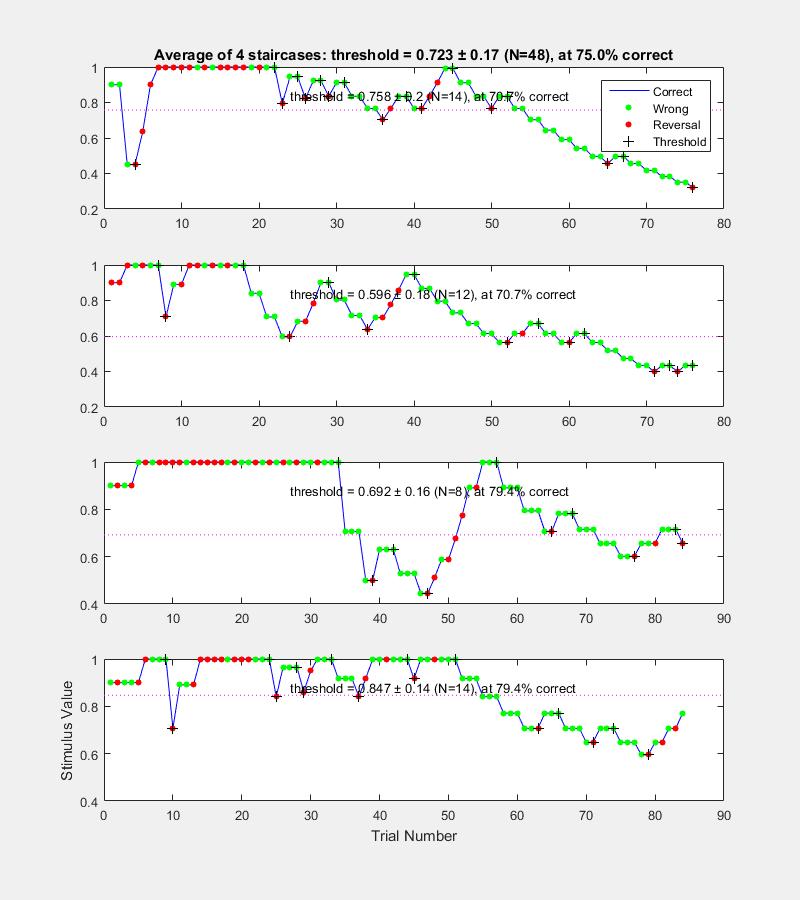 Average of 4 staircases: threshold = 0.723 ± 0.17 (N=48), at 75.0% correct
1
0.8
0.6
0.4
0.2
threshold = 0.758 ± 0.2 (N=14), at 70.7% correct
Correct
Wrong
Reversal
Threshold
0 10 20 30 40 50 60 70 80
1
0.8
0.6
0.4
0.2
threshold = 0.596 ± 0.18 (N=12), at 70.7% correct
0 10 20 30 40 50 60 70 80
1
0.8
0.6
0.4
threshold = 0.692 ± 0.16 (N=8), at 79.4% correct
0 10 20 30 40 50 60 70 80 90
1
0.8
0.6
0.4
threshold = 0.847 ± 0.14 (N=14), at 79.4% correct
Stimulus Value
0 10 20 30 40 50 60 70 80 90
Trial Number